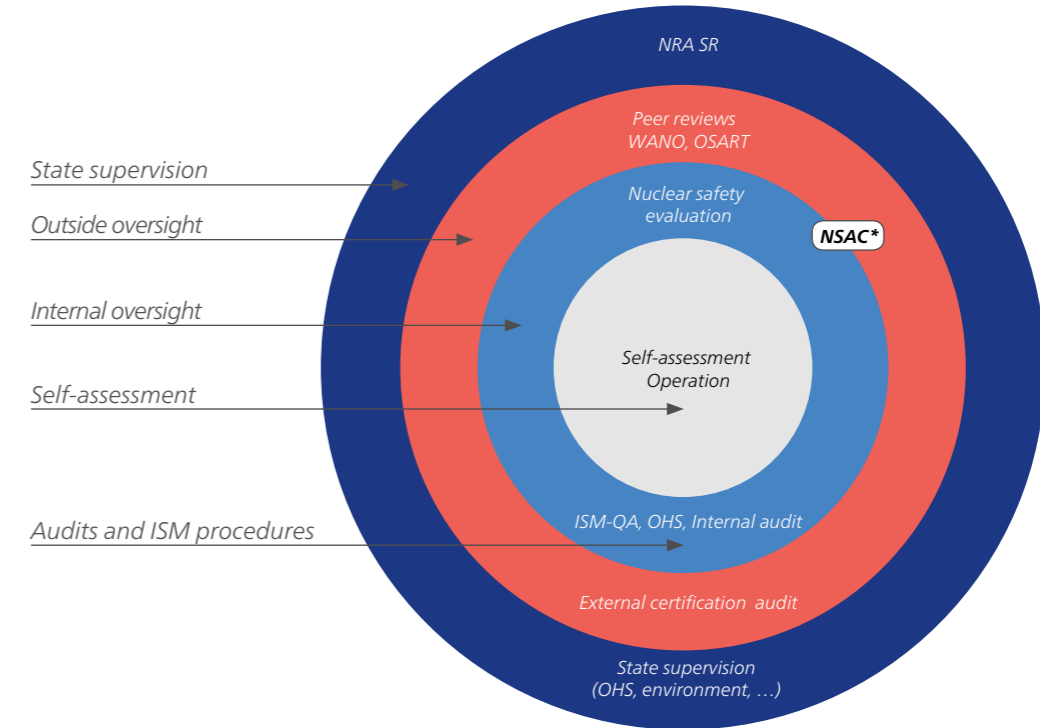 NRA SR
Peer reviews
WANO, OSART
State supervision
Nuclear safety
evaluation
Outside oversight
NSAC*
Internal oversight
Self-assessment
Operation
Self-assessment
ISM-QA, OHS, Internal audit
Audits and ISM procedures
External certification audit
State supervision
(OHS, environment, ...)